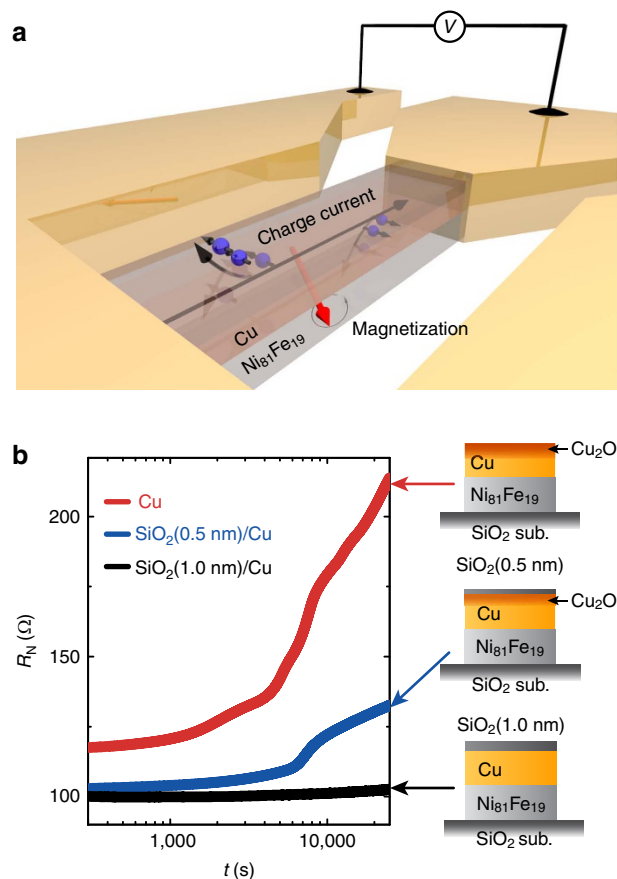 a
V
Charge current
Cu
Ni81Fe19
Magnetization
b
Cu
SiO2(0.5 nm)/Cu
SiO2(1.0 nm)/Cu
RN (Ω)
200
150
100
1,000
10,000
t (s)
Cu2O
Cu
Ni81Fe19
SiO2 sub.
SiO2(0.5 nm)
Cu2O
Cu
Ni81Fe19
SiO2 sub.
SiO2(1.0 nm)
Cu
Ni81Fe19
SiO2 sub.